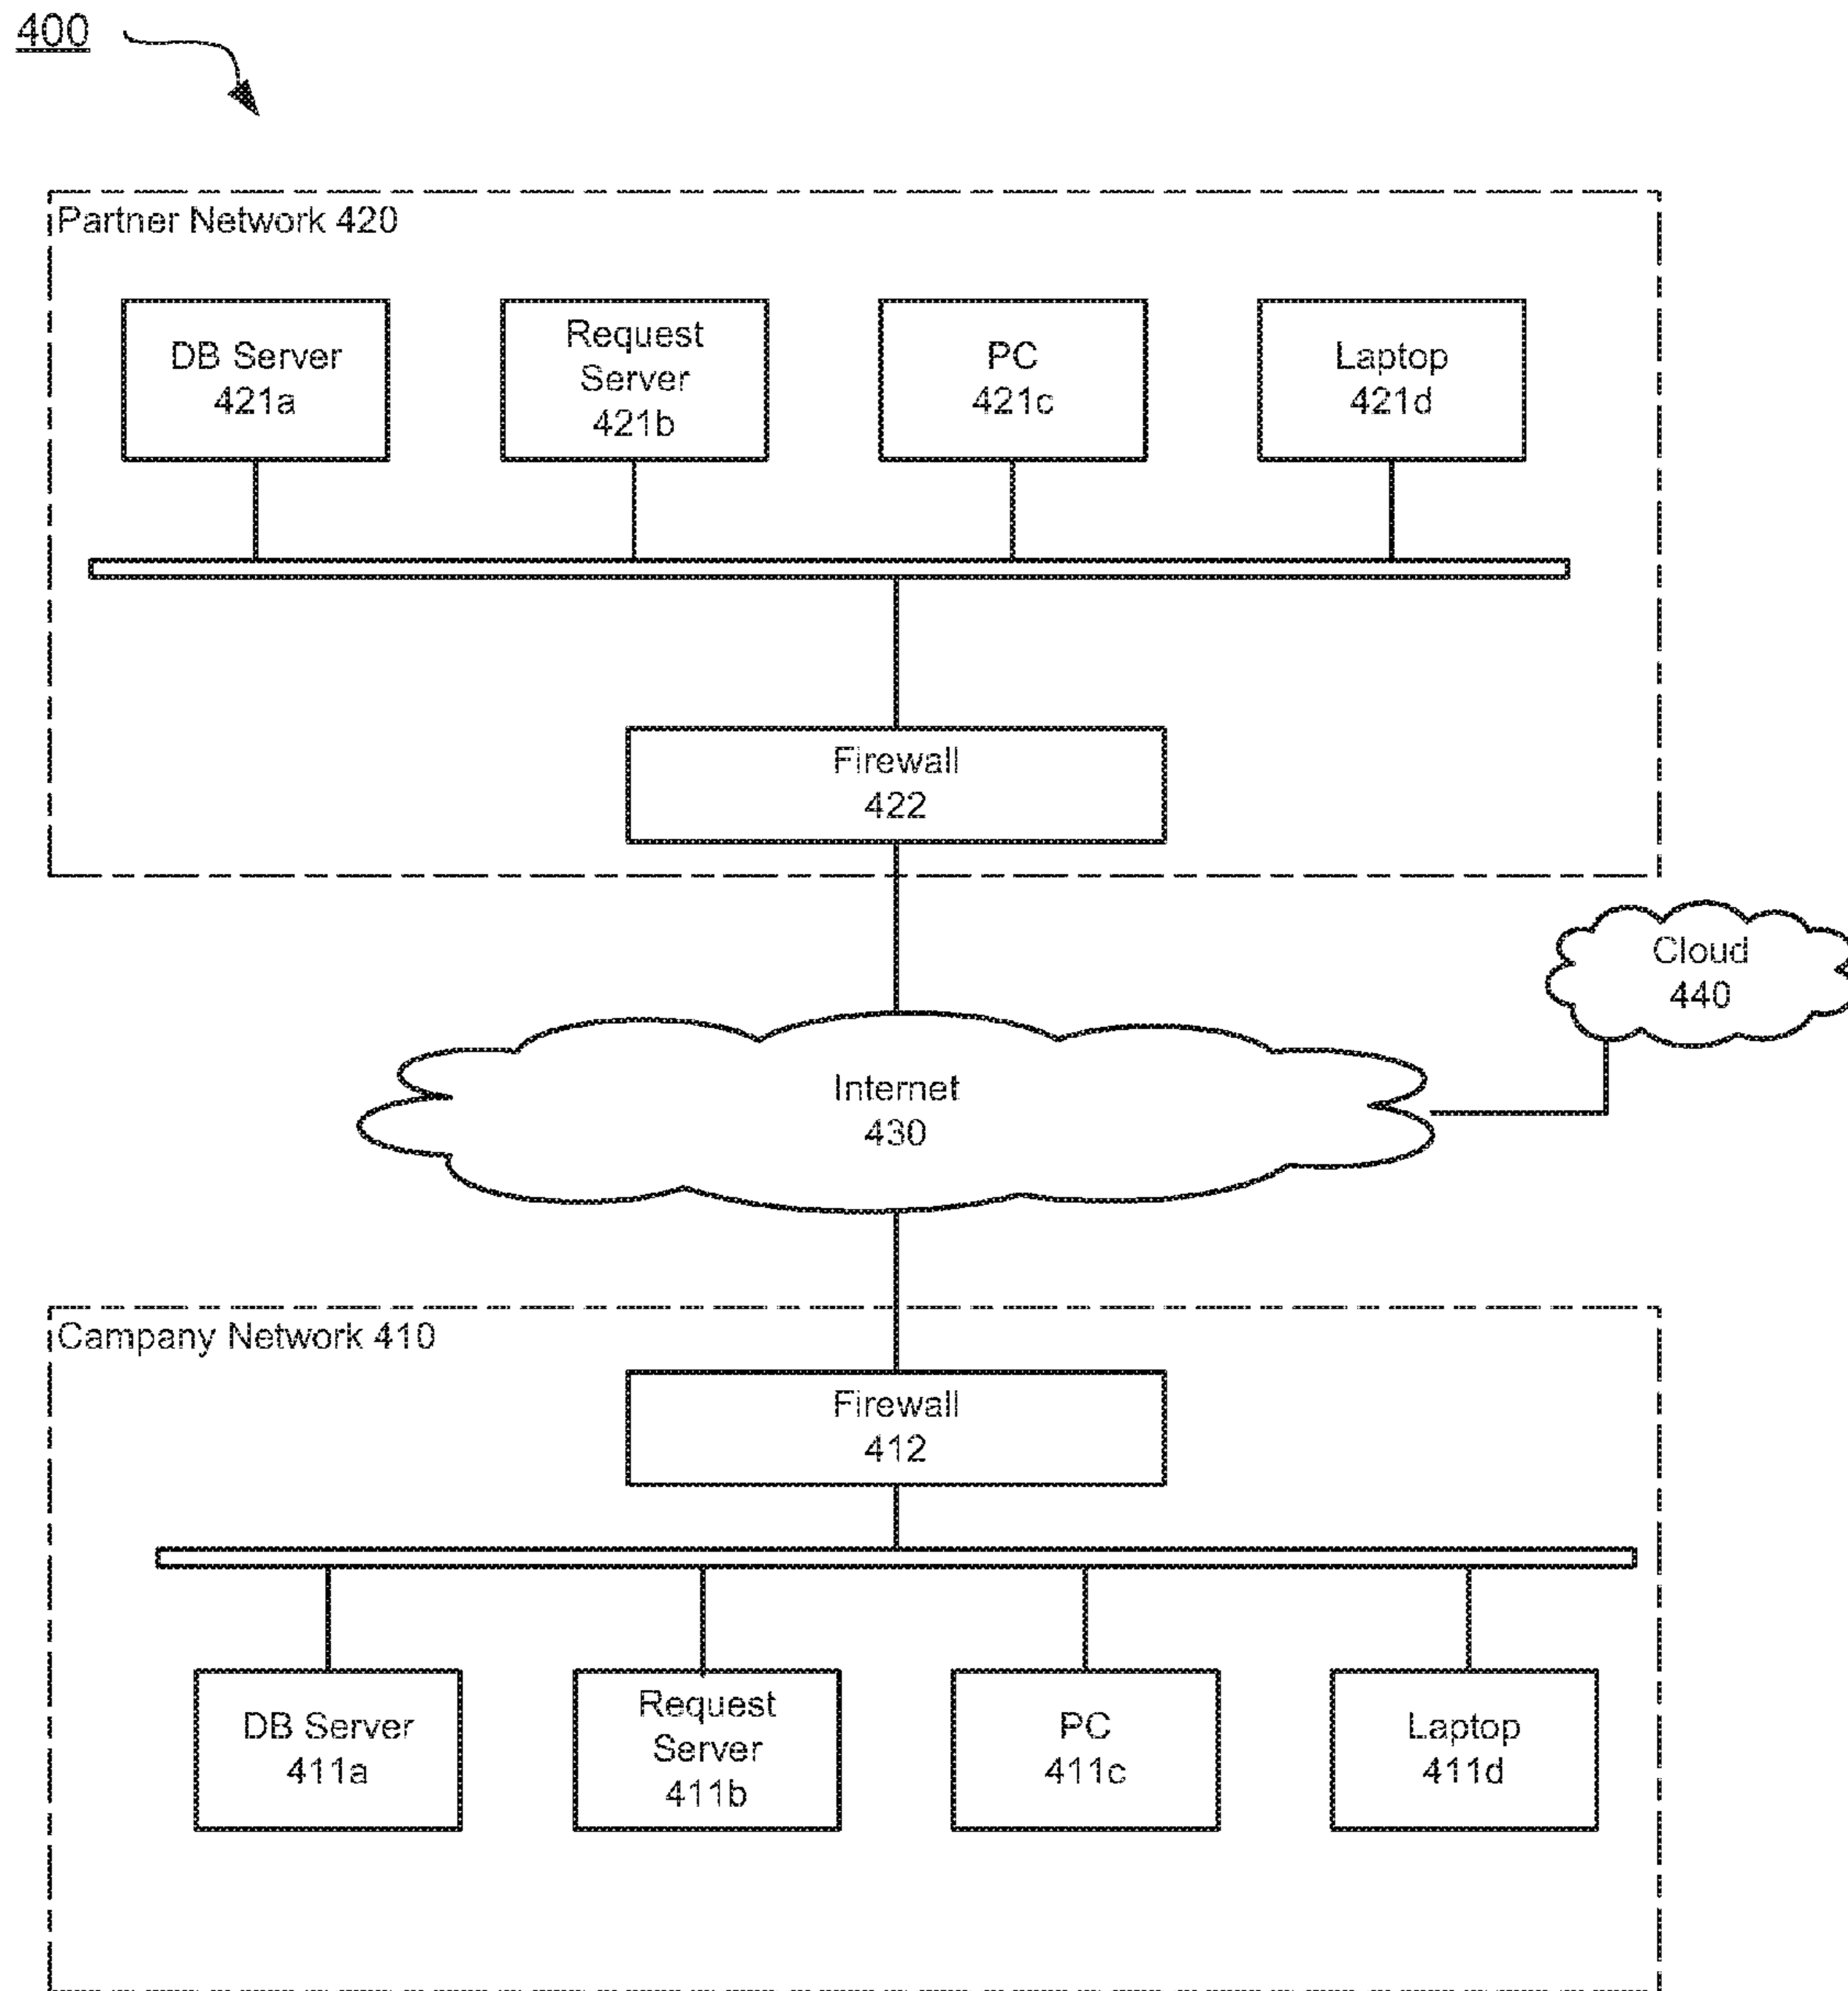 400
Partner Network 420
DB Server
421a
Request
Server
421b
PC
421c
Laptop
421d
Firewall
422
Cloud
440
Internet
430
Campany Network 410
Firewall
412
DB Server
411a
Request
Server
411b
PC
411c
Laptop
411d